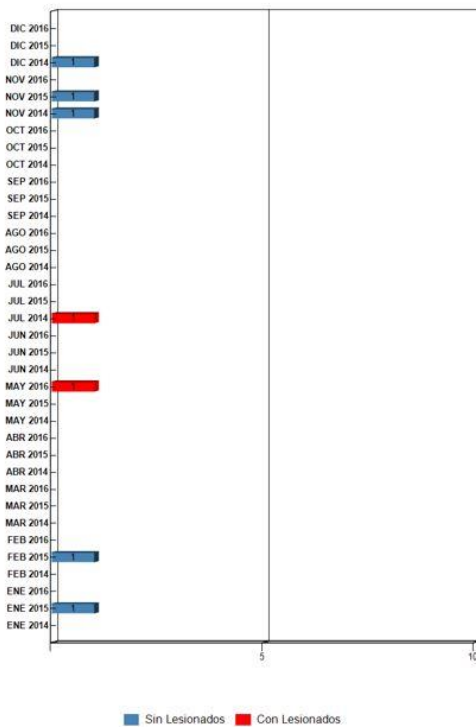 DIC 2016
DIC 2015
DIC 2014 1
NOV 2016
NOV 2015 1
NOV 2014 1
OCT 2016
OCT 2015
OCT 2014
SEP 2016
SEP 2015
SEP 2014
AGO 2016
AGO 2015
AGO 2014
JUL 2016
JUL 2015
JUL 2014 1
JUN 2016
JUN 2015
JUN 2014
MAY 2016 1
MAY 2015
MAY 2014
ABR 2016
ABR 2015
ABR 2014
MAR 2016
MAR 2015
MAR 2014
FEB 2016
FEB 2015 1
FEB 2014
ENE 2016
ENE 2015 1
ENE 2014
5 10
Sin Lesionados Con Lesionados